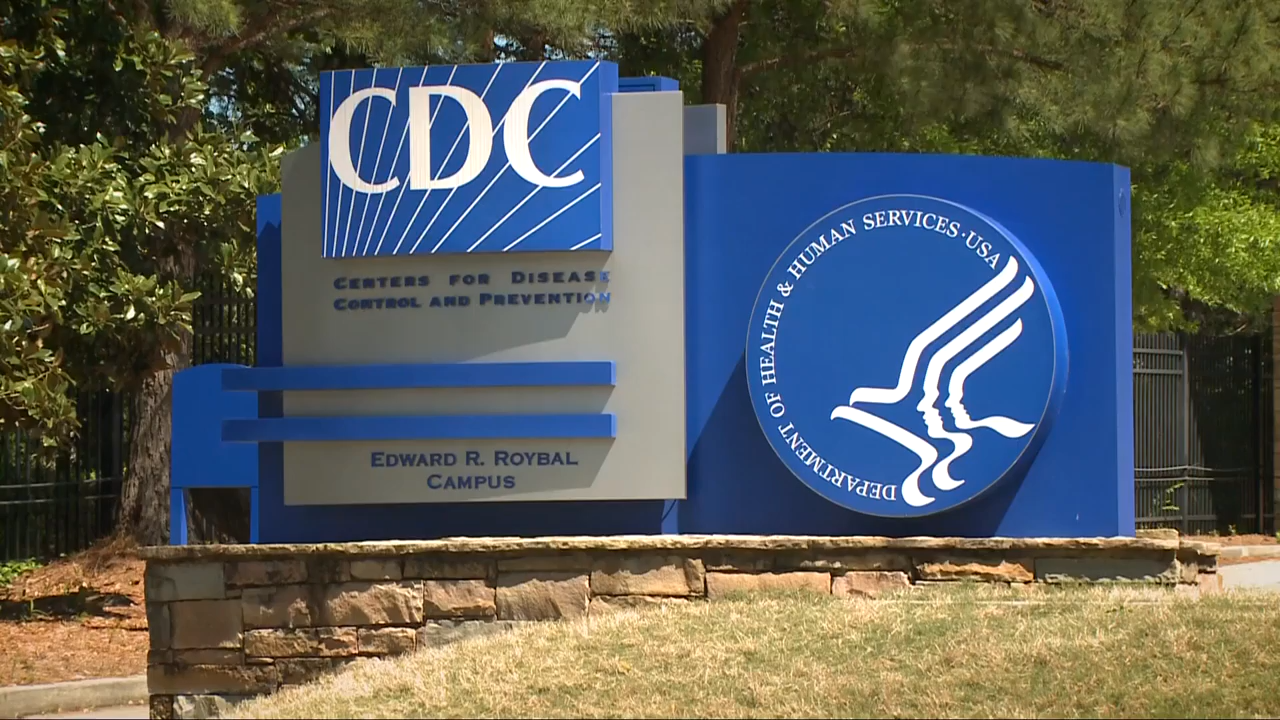 CDC
CENTERS FOR DISEASE
CONTROL AND PREVENTION
EDWARD R. ROYBAL
CAMPUS
DEPARTMENT OF HEALTH & HUMAN SERVICES · USA